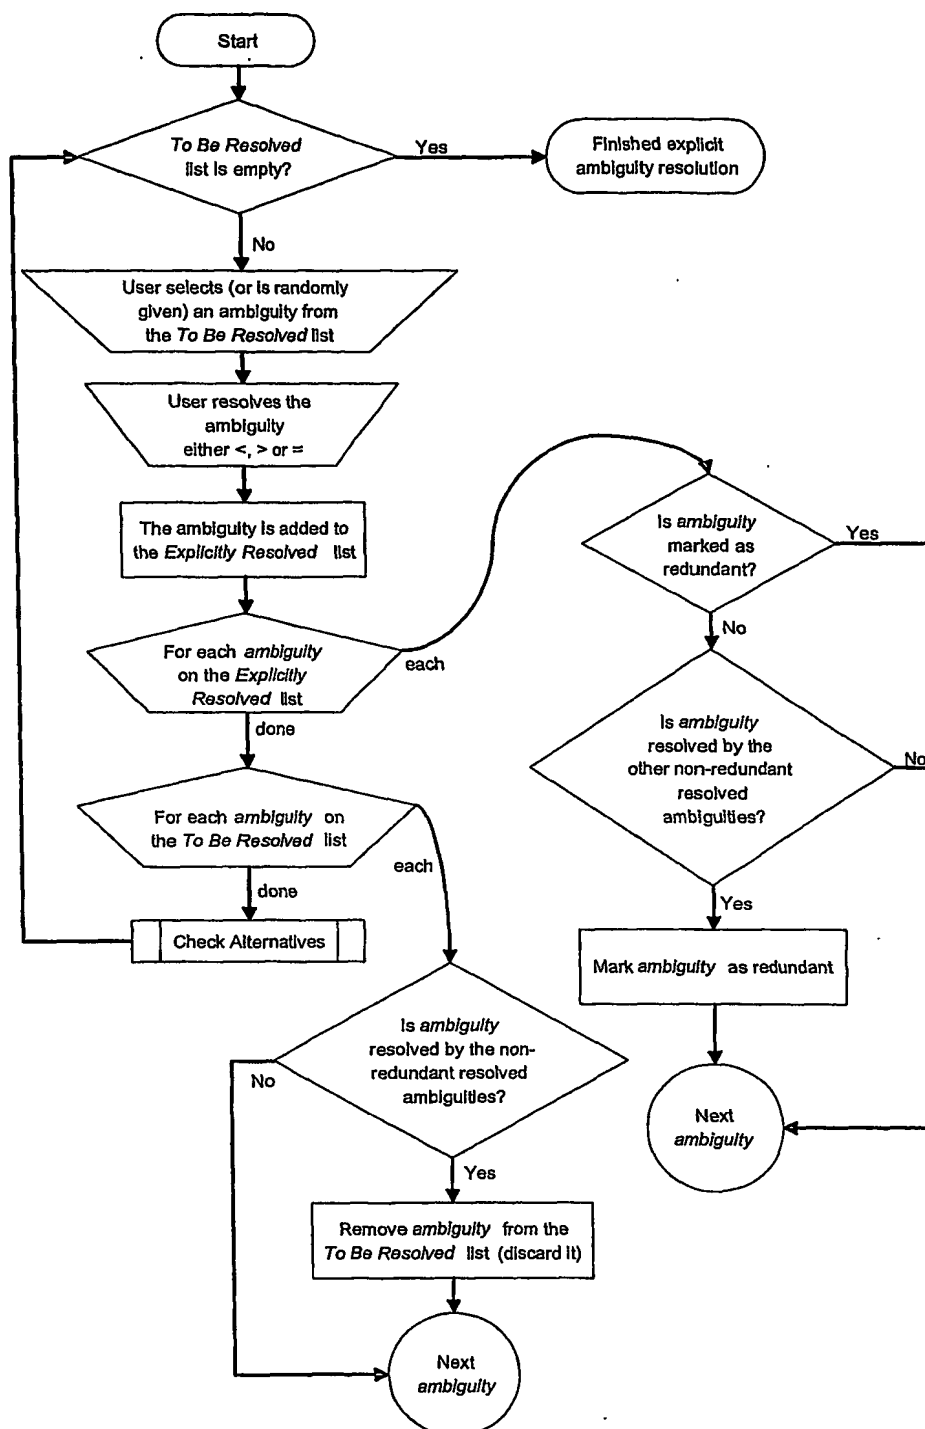 Start
To Be Resolved
list is empty?
Yes
Finished explicit
ambiguity resolution
No
User selects (or is randomly
given) an ambiguity from
the To Be Resolved list
User resolves the
ambiguity
either <, > or =
The ambiguity is added to
the Explicitly Resolved list
For each ambiguity
on the Explicitly
Resolved list
each
done
For each ambiguity on
the To Be Resolved list
each
done
Check Alternatives
Is ambiguity
resolved by the non-
redundant resolved
ambiguities?
No
Yes
Remove ambiguity from the
To Be Resolved list (discard it)
Next
ambiguity
Is ambiguity
marked as
redundant?
Yes
No
Is ambiguity
resolved by the
other non-redundant
resolved
ambiguities?
No
Yes
Mark ambiguity as redundant
Next
ambiguity